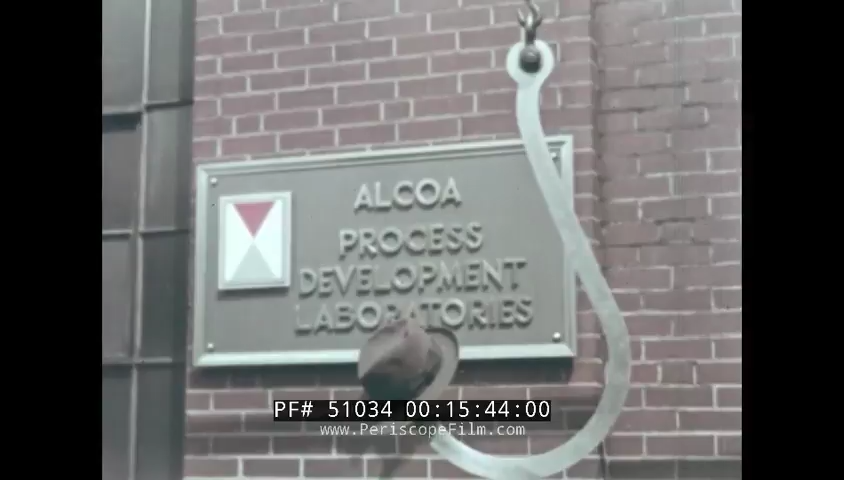 ALCOA
PROCESS
DEVELOPMENT
LABORATORIES
PF# 51034 00:15:44:00
www.PeriscopeFilm.com